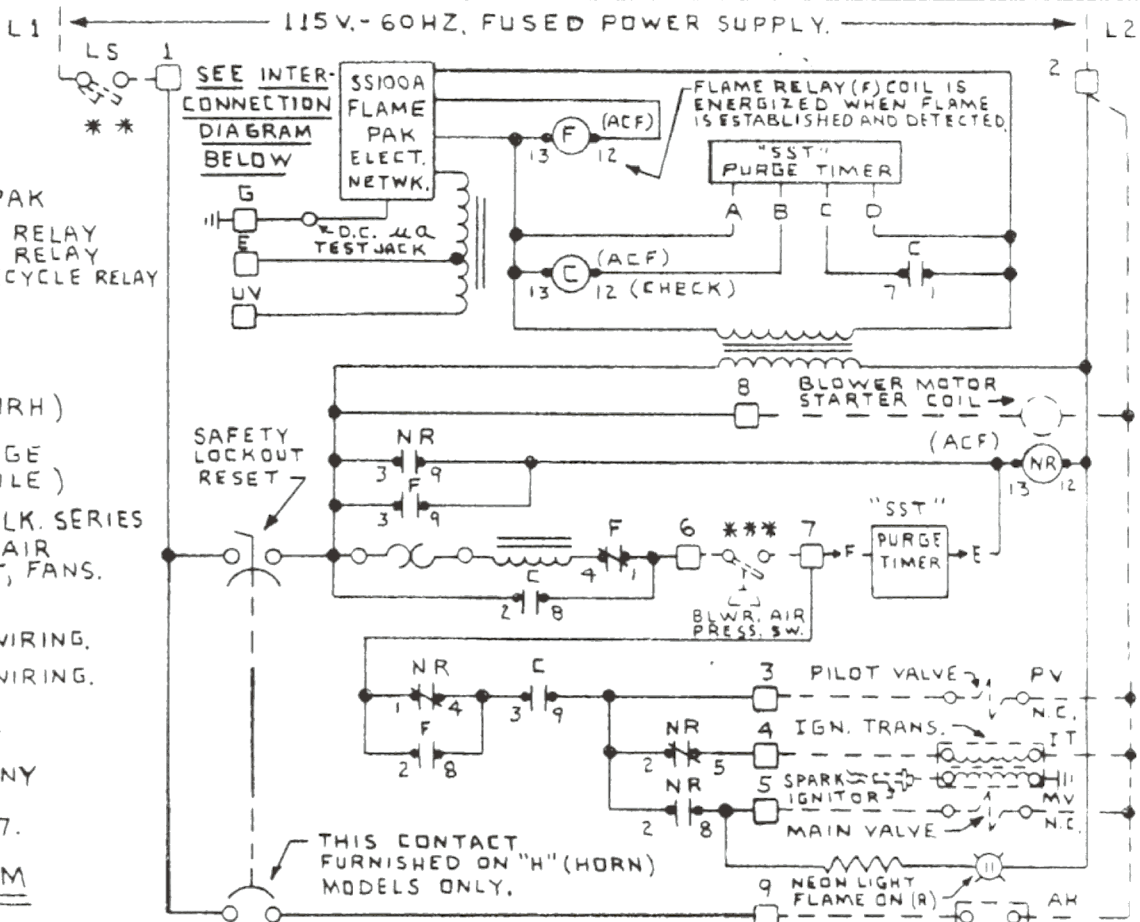 L1
115V.-60HZ. FUSED POWER SUPPLY.
L2
LS
1
**
2
SEE INTER-
CONNECTION
DIAGRAM
BELOW
SS100A
FLAME
PAK
ELECT.
NETWK.
F
(ACF)
13
12
FLAME RELAY (F) COIL IS
ENERGIZED WHEN FLAME
IS ESTABLISHED AND DETECTED.
"SST"
PURGE TIMER
A B C D
PAK
RELAY
RELAY
CYCLE RELAY
G
D.C. µa
TEST JACK
E
UV
C
(ACF)
13
12 (CHECK)
C
7
1
8
BLOWER MOTOR
STARTER COIL
(ACF)
NR
13
12
SAFETY
LOCKOUT
RESET
NR
3
9
F
3
9
GE
LK. SERIES
AIR
, FANS.
F
4
1
6
***
7
F
"SST"
PURGE
TIMER
E
C
2
8
BLWR. AIR
PRESS. SW.
WIRING.
WIRING.
NR
1
4
C
3
9
F
2
8
3
PILOT VALVE
PV
N.C.
NR
2
5
4
IGN. TRANS.
IT
NR
2
8
5
SPARK
IGNITOR
MAIN VALVE
MV
N.C.
NY
7.
M
THIS CONTACT
FURNISHED ON "H" (HORN)
MODELS ONLY.
NEON LIGHT
FLAME ON (R)
9
AH